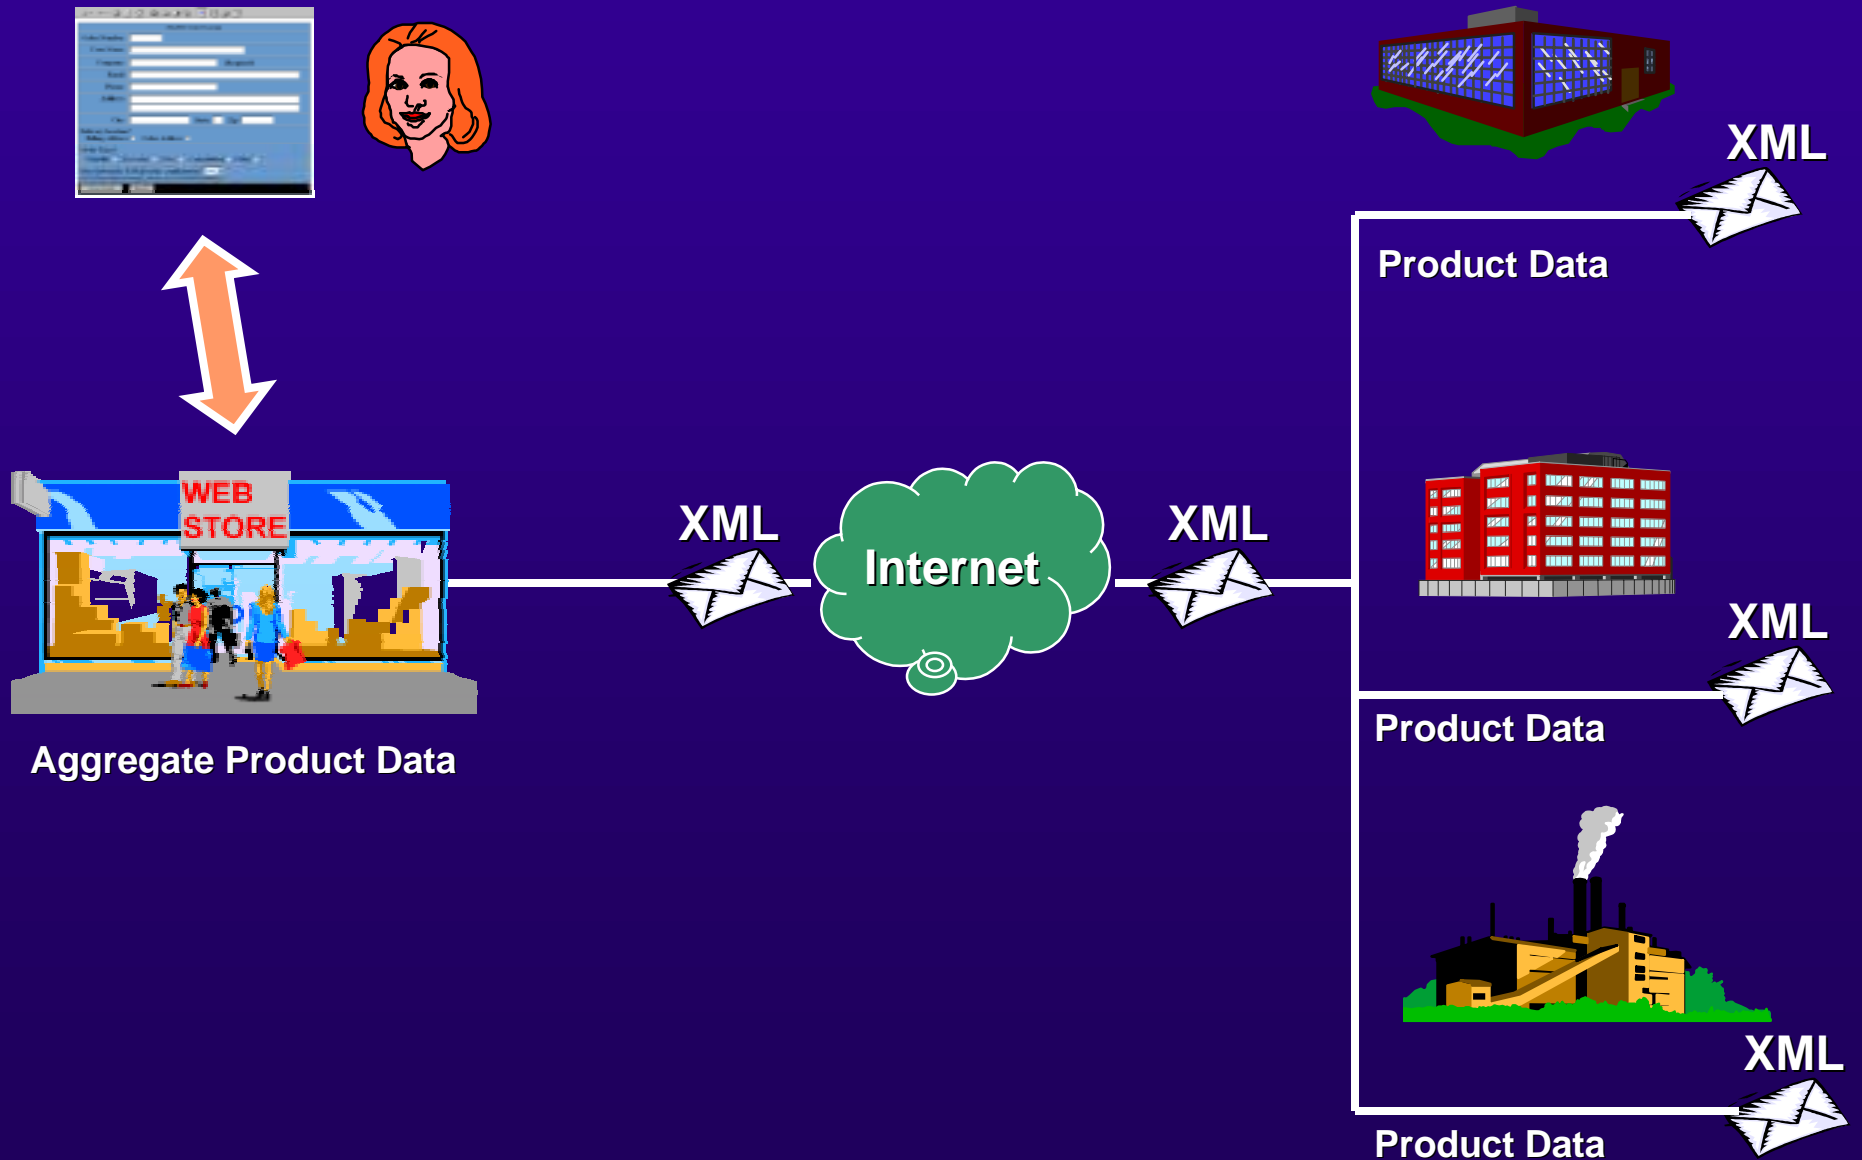 XML
Product Data
WEB
STORE
XML
Internet
XML
XML
Aggregate Product Data
Product Data
XML
Product Data